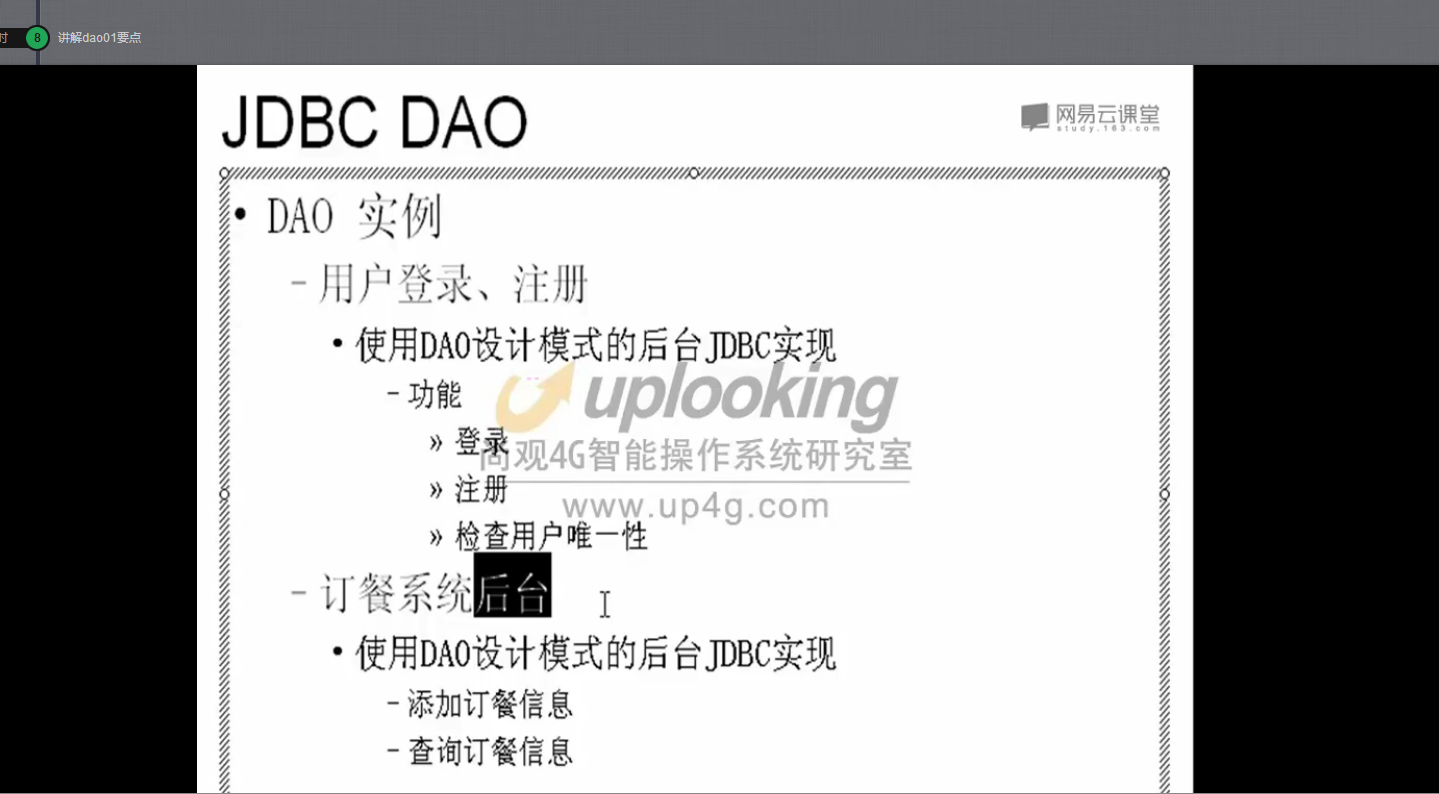 时 8 讲解dao01要点
JDBC DAO
网易云课堂
study.163.com
• DAO 实例
– 用户登录、注册
• 使用DAO设计模式的后台JDBC实现
– 功能
uplooking
» 登录
尚观4G智能操作系统研究室
» 注册
www.up4g.com
» 检查用户唯一性
– 订餐系统后台
• 使用DAO设计模式的后台JDBC实现
– 添加订餐信息
– 查询订餐信息